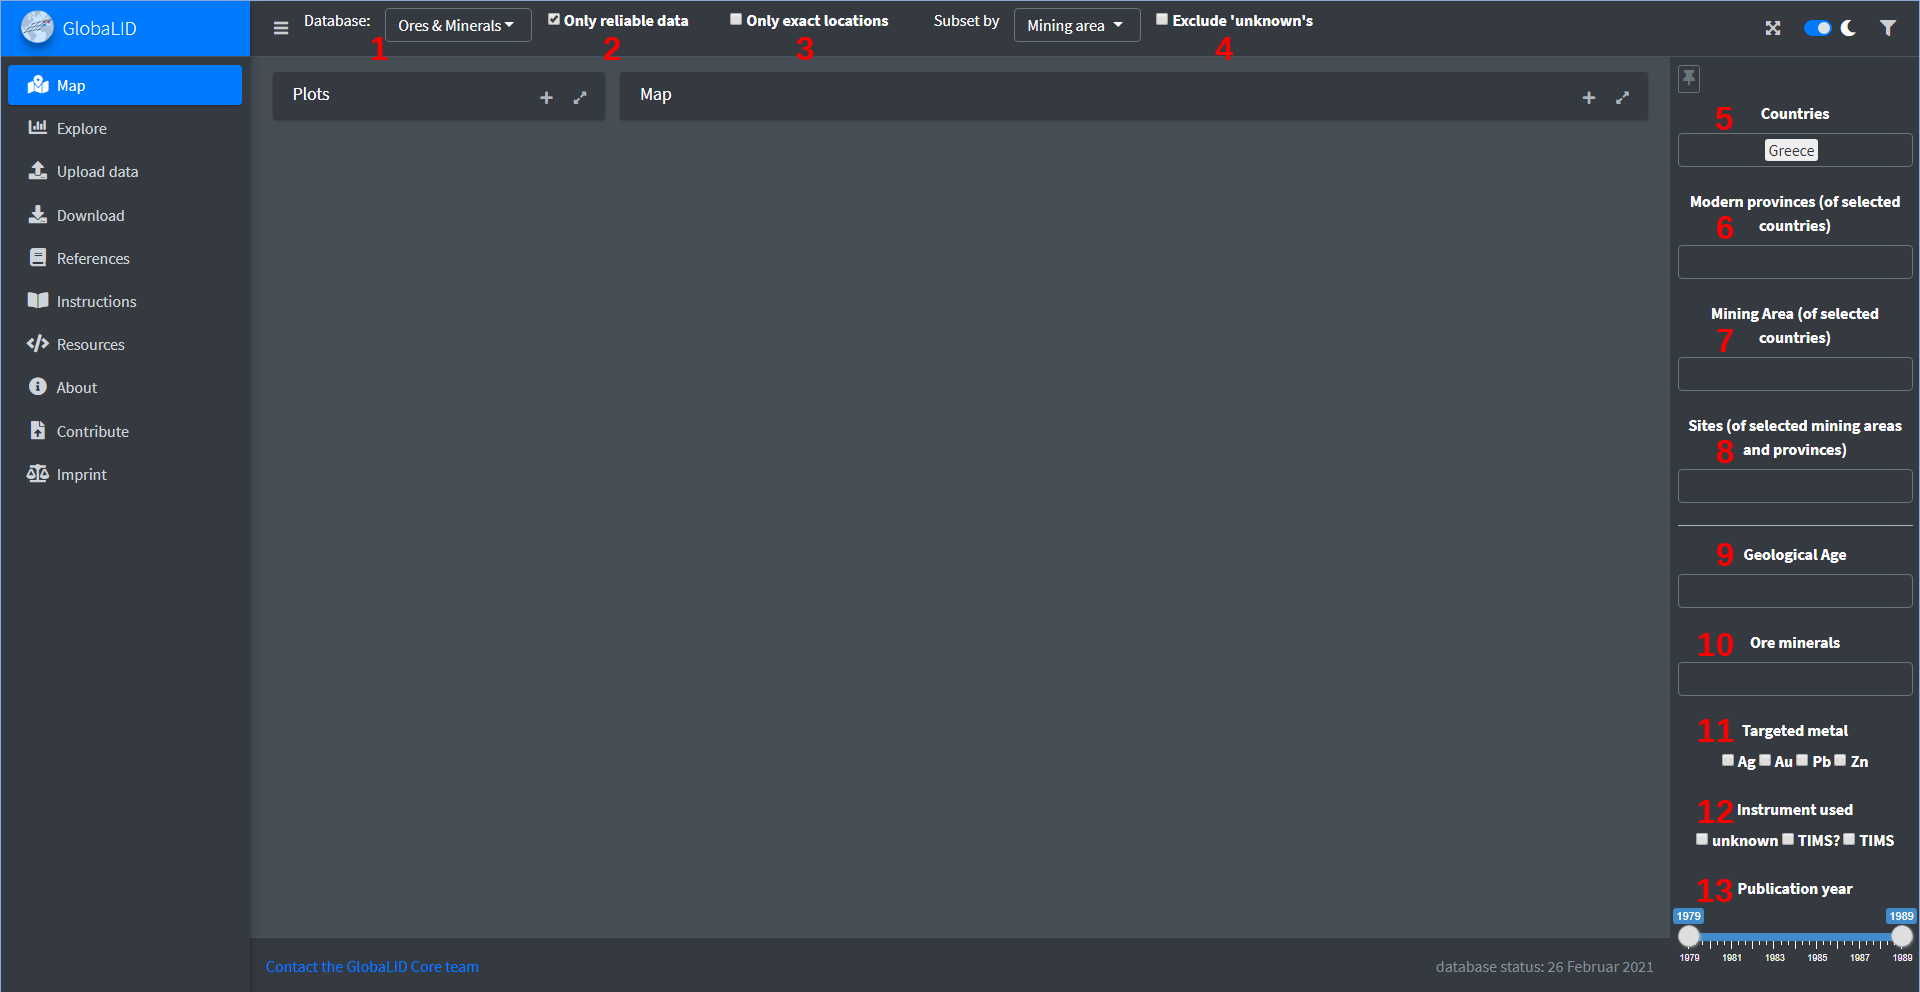 GlobaLID
Database: Ores & Minerals Only reliable data Only exact locations Subset by Mining area Exclude 'unknown's
1 2 3 4
Map
Explore
Upload data
Download
References
Instructions
Resources
About
Contribute
Imprint
Plots
Map
5 Countries
Greece
Modern provinces (of selected
6 countries)
Mining Area (of selected
7 countries)
Sites (of selected mining areas
8 and provinces)
9 Geological Age
10 Ore minerals
11 Targeted metal
Ag Au Pb Zn
12 Instrument used
unknown TIMS? TIMS
13 Publication year
1979 1989
1979 1981 1983 1985 1987 1989
Contact the GlobaLID Core team
database status: 26 Februar 2021